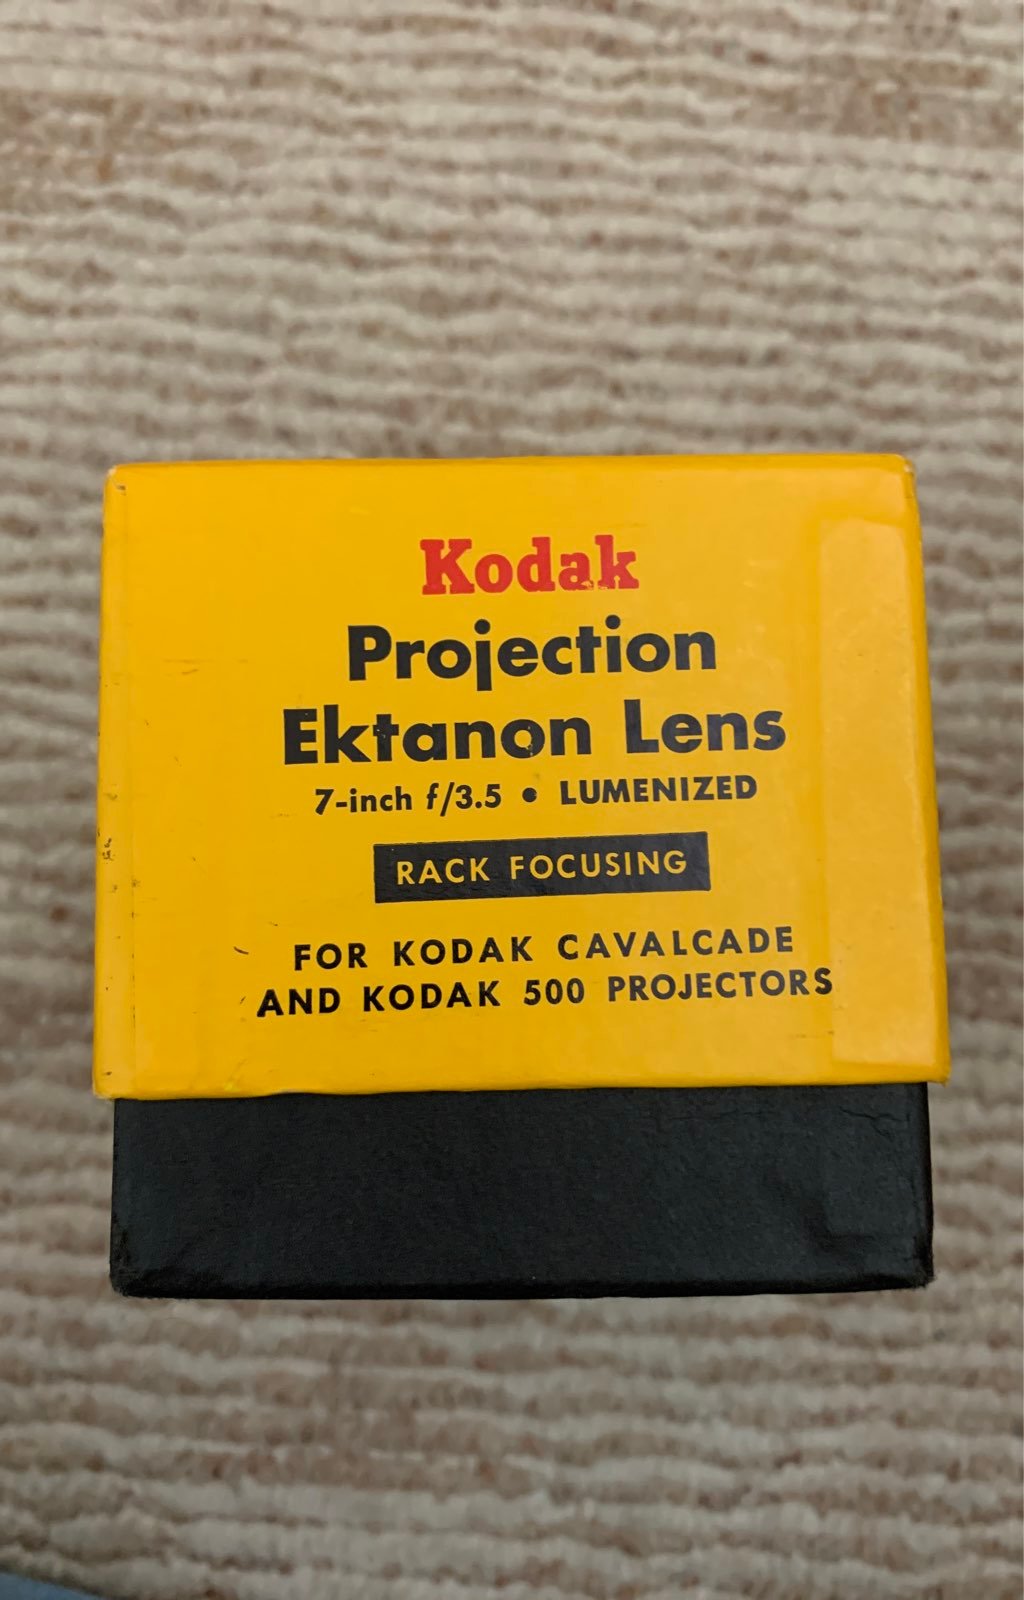 Kodak
Projection
Ektanon Lens
7-inch f/3.5 • LUMENIZED
RACK FOCUSING
FOR KODAK CAVALCADE
AND KODAK 500 PROJECTORS